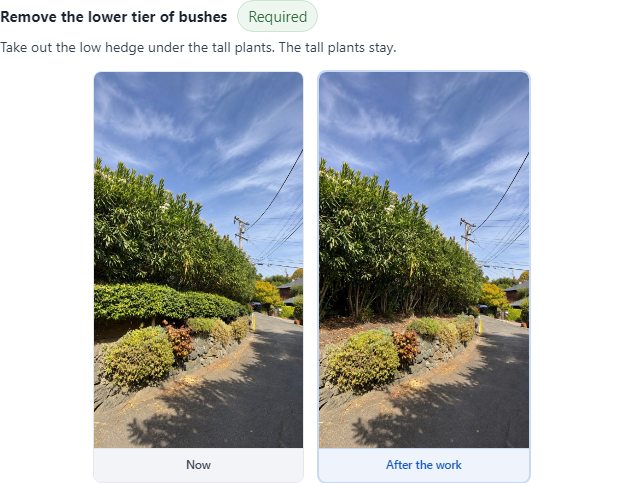 Remove the lower tier of bushes Required
Take out the low hedge under the tall plants. The tall plants stay.
Now
After the work